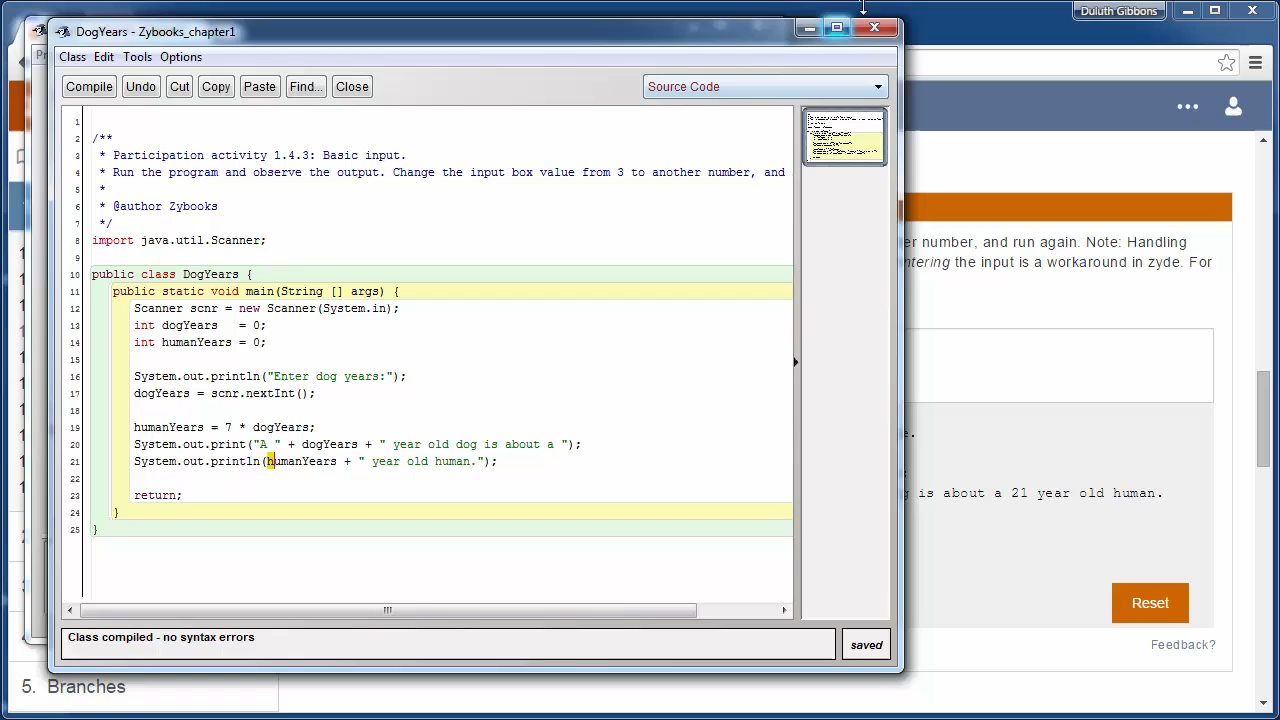 Duluth Gibbons
DogYears - Zybooks_chapter1
Class Edit Tools Options
Compile Undo Cut Copy Paste Find... Close
Source Code
1
2 /**
3  * Participation activity 1.4.3: Basic input.
4  * Run the program and observe the output. Change the input box value from 3 to another number, and
5  *
6  * @author Zybooks
7  */
8 import java.util.Scanner;
9
10 public class DogYears {
11 public static void main(String [] args) {
12 Scanner scnr = new Scanner(System.in);
13 int dogYears   = 0;
14 int humanYears = 0;
15
16 System.out.println("Enter dog years:");
17 dogYears = scnr.nextInt();
18
19 humanYears = 7 * dogYears;
20 System.out.print("A " + dogYears + " year old dog is about a ");
21 System.out.println(humanYears + " year old human.");
22
23 return;
24 }
25 }
Class compiled - no syntax errors
saved
er number, and run again. Note: Handling
ntering the input is a workaround in zyde. For
e.
g is about a 21 year old human.
Reset
Feedback?
5. Branches